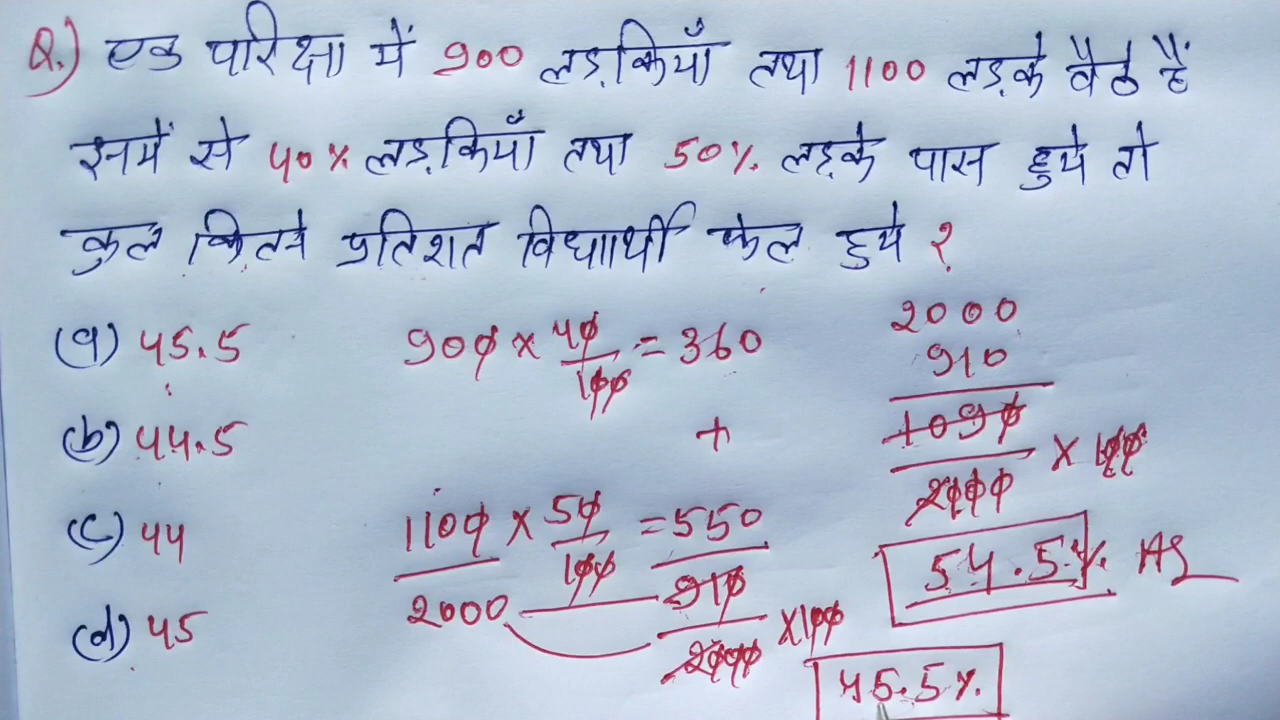 Q.) एक परिक्षा में 900 लड़कियाँ तथा 1100 लड़के बैठे हैं
इनमें से 40% लड़कियाँ तथा 50% लड़के पास हुये तो
कुल कितने प्रतिशत विद्यार्थी फेल हुये ?
(a) 45.5
(b) 44.5
(c) 44
(d) 45
900 × 40/100 = 360
+
1100 × 50/100 = 550
2000
910/2000 × 100
45.5%
2000
910
1090/2000 × 100
54.5% AS